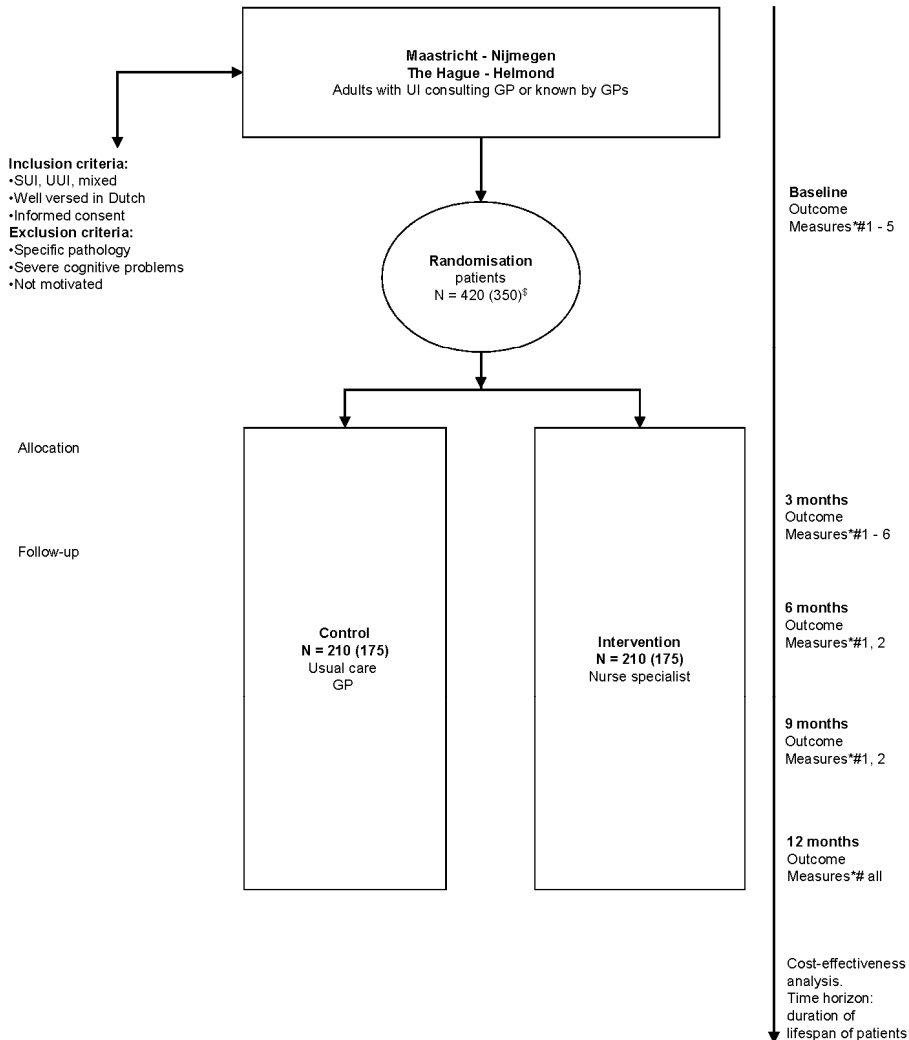 Maastricht - Nijmegen
The Hague - Helmond
Adults with UI consulting GP or known by GPs
Inclusion criteria:
•SUI, UUI, mixed
•Well versed in Dutch
•Informed consent
Exclusion criteria:
•Specific pathology
•Severe cognitive problems
•Not motivated
Randomisation
patients
N = 420 (350)$
Baseline
Outcome
Measures*#1 - 5
Allocation
Follow-up
Control
N = 210 (175)
Usual care
GP
Intervention
N = 210 (175)
Nurse specialist
3 months
Outcome
Measures*#1 - 6
6 months
Outcome
Measures*#1, 2
9 months
Outcome
Measures*#1, 2
12 months
Outcome
Measures*# all
Cost-effectiveness
analysis.
Time horizon:
duration of
lifespan of patients